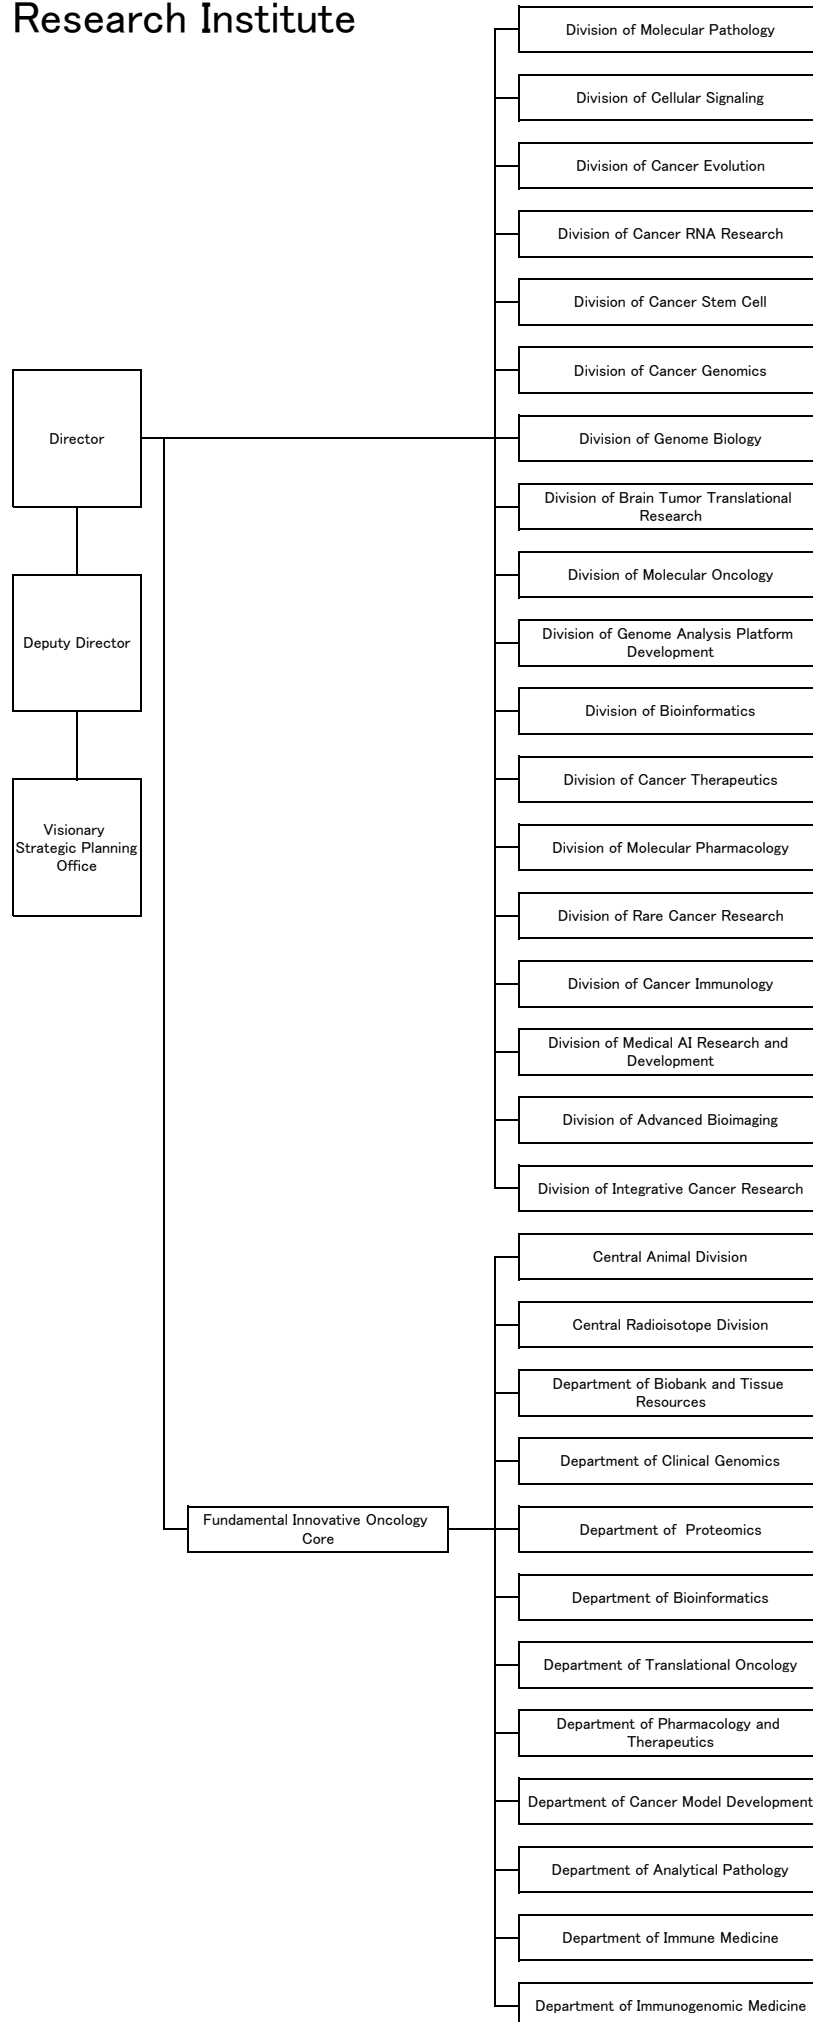 Research Institute
Division of Molecular Pathology
Division of Cellular Signaling
Division of Cancer Evolution
Division of Cancer RNA Research
Division of Cancer Stem Cell
Division of Cancer Genomics
Director
Division of Genome Biology
Division of Brain Tumor Translational
Research
Division of Molecular Oncology
Deputy Director
Division of Genome Analysis Platform
Development
Division of Bioinformatics
Division of Cancer Therapeutics
Visionary
Strategic Planning
Office
Division of Molecular Pharmacology
Division of Rare Cancer Research
Division of Cancer Immunology
Division of Medical AI Research and
Development
Division of Advanced Bioimaging
Division of Integrative Cancer Research
Central Animal Division
Central Radioisotope Division
Department of Biobank and Tissue
Resources
Department of Clinical Genomics
Fundamental Innovative Oncology
Core
Department of  Proteomics
Department of Bioinformatics
Department of Translational Oncology
Department of Pharmacology and
Therapeutics
Department of Cancer Model Development
Department of Analytical Pathology
Department of Immune Medicine
Department of Immunogenomic Medicine